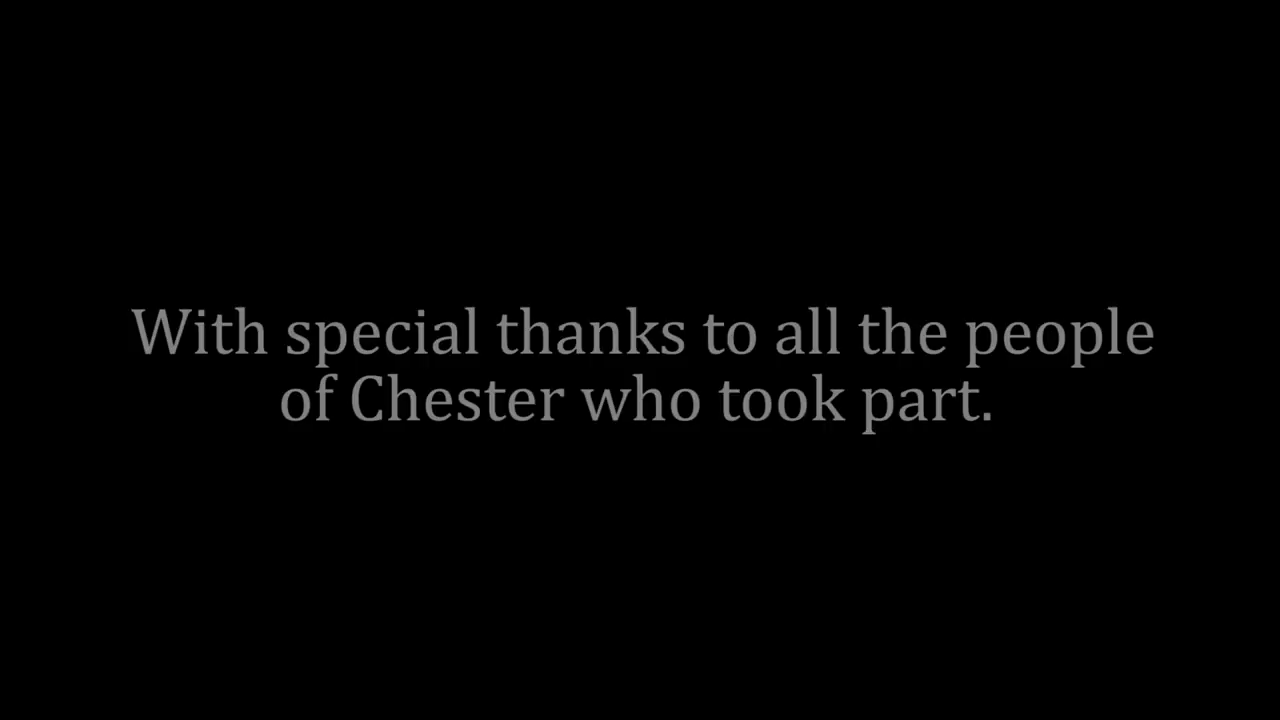 With special thanks to all the people
of Chester who took part.